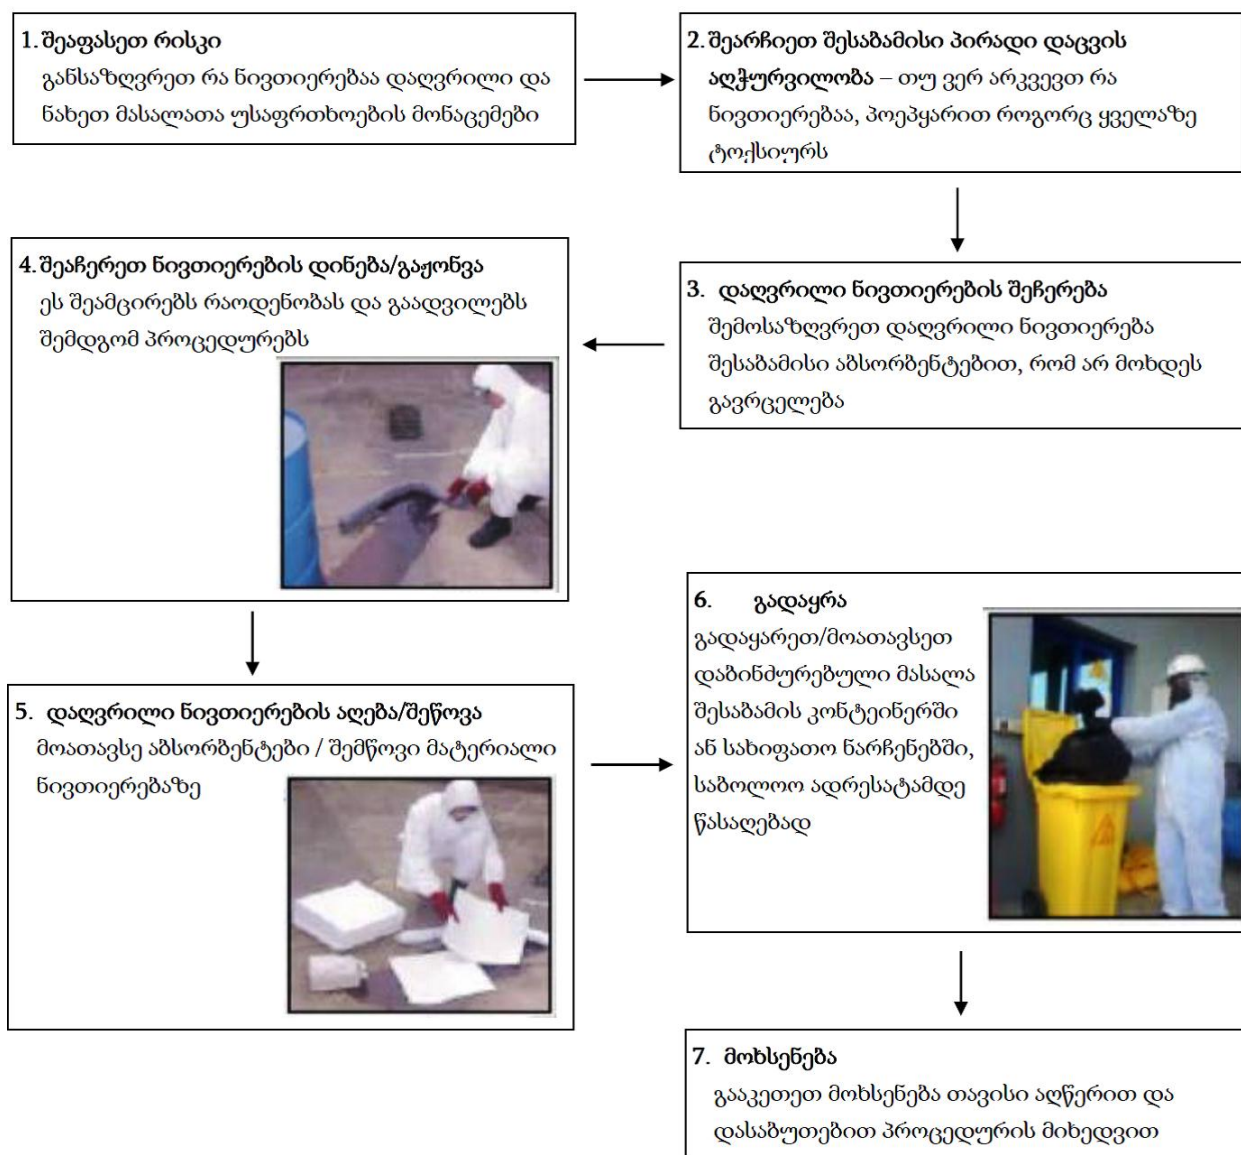 1. შეაფასეთ რისკი
განსაზღვრეთ რა ნივთიერებაა დაღვრილი და
ნახეთ მასალათა უსაფრთხოების მონაცემები
2. შეარჩიეთ შესაბამისი პირადი დაცვის
აღჭურვილობა – თუ ვერ არკვევთ რა
ნივთიერებაა, მოეპყარით როგორც ყველაზე
ტოქსიურს
3. დაღვრილი ნივთიერების შეჩერება
შემოსაზღვრეთ დაღვრილი ნივთიერება
შესაბამისი აბსორბენტებით, რომ არ მოხდეს
გავრცელება
4. შეაჩერეთ ნივთიერების დინება/გაჟონვა
ეს შეამცირებს რაოდენობას და გაადვილებს
შემდგომ პროცედურებს
5. დაღვრილი ნივთიერების აღება/შეწოვა
მოათავსე აბსორბენტები / შემწოვი მატერიალი
ნივთიერებაზე
6. გადაყრა
გადაყარეთ/მოათავსეთ
დაბინძურებული მასალა
შესაბამის კონტეინერში
ან სახიფათო ნარჩენებში,
საბოლოო ადრესატამდე
წასაღებად
7. მოხსენება
გააკეთეთ მოხსენება თავისი აღწერით და
დასაბუთებით პროცედურის მიხედვით